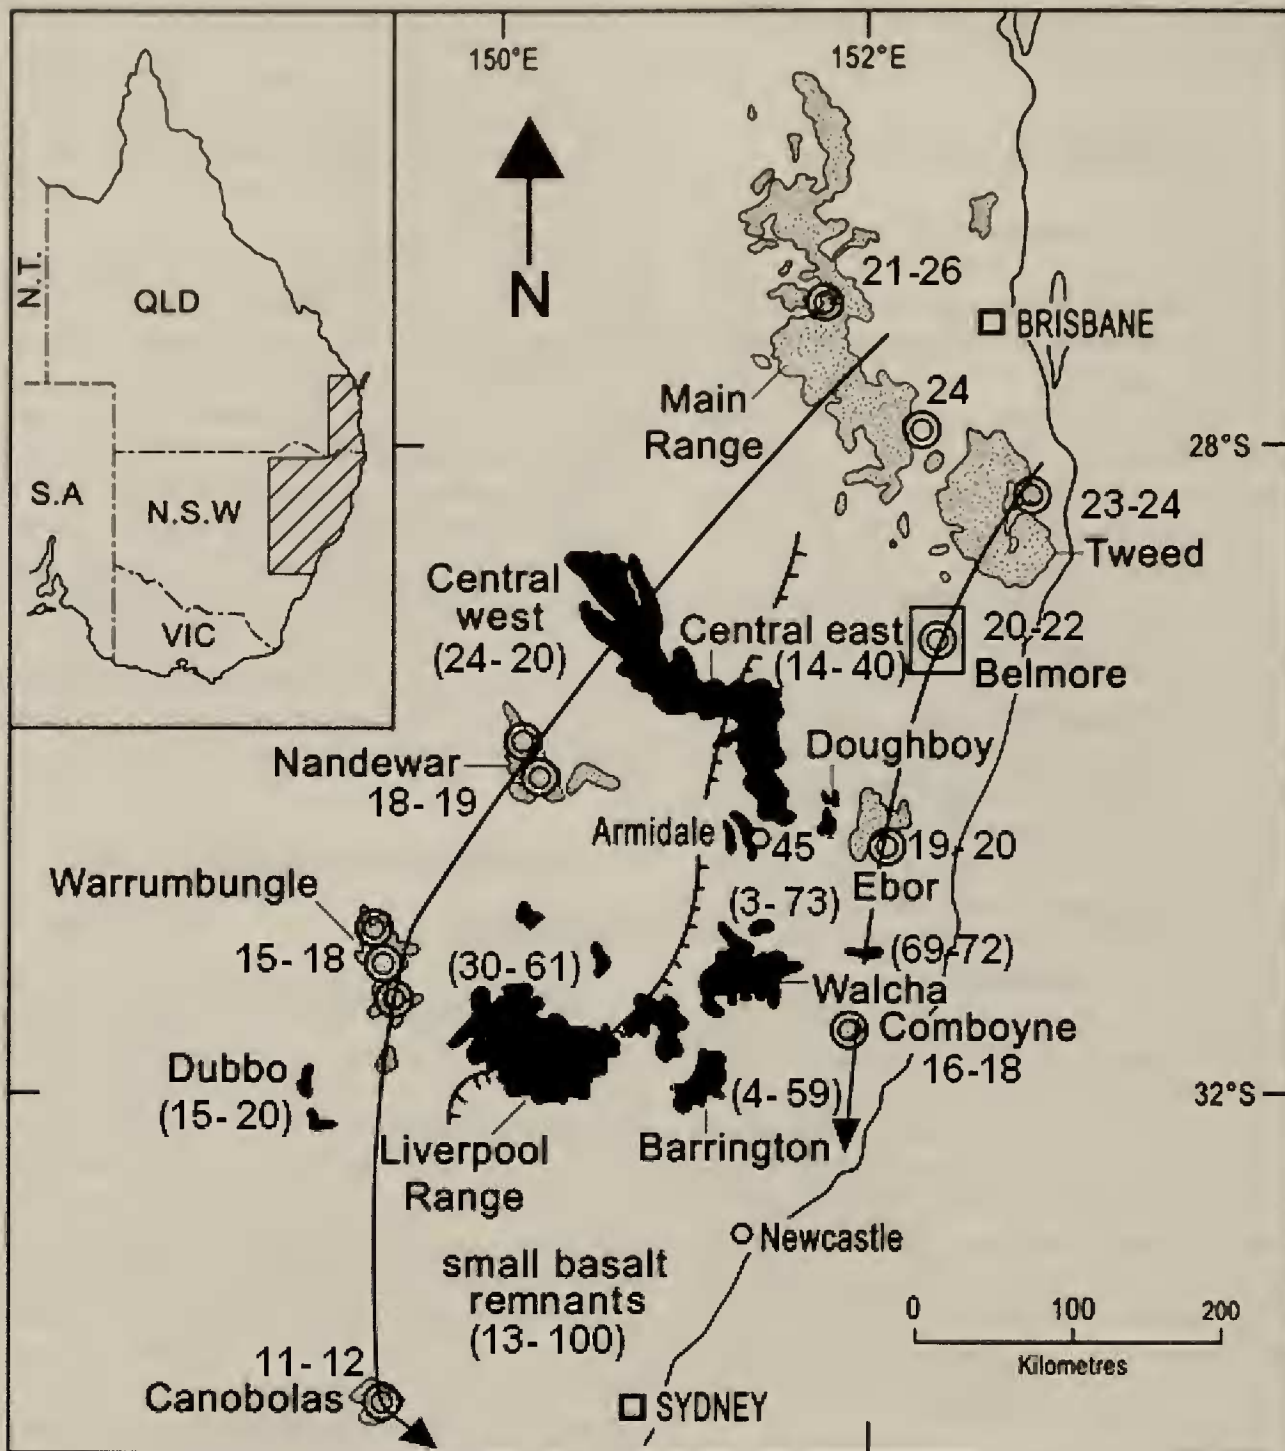 150°E
152°E
N.T.
QLD
S.A
N.S.W
VIC
N
21-26
BRISBANE
Main
Range
24
28°S
23-24
Tweed
Central
west
(24-20)
Central east
(14-40)
20-22
Belmore
Nandewar
18-19
Doughboy
Armidale
45
19-20
Ebor
Warrumbungle
15-18
(3-73)
(30-61)
(69-72)
Walcha
Comboyne
16-18
Dubbo
(15-20)
(4-59)
32°S
Liverpool
Range
Barrington
Newcastle
small basalt
remnants
(13-100)
0 100 200
Kilometres
11-12
Canobolas
SYDNEY